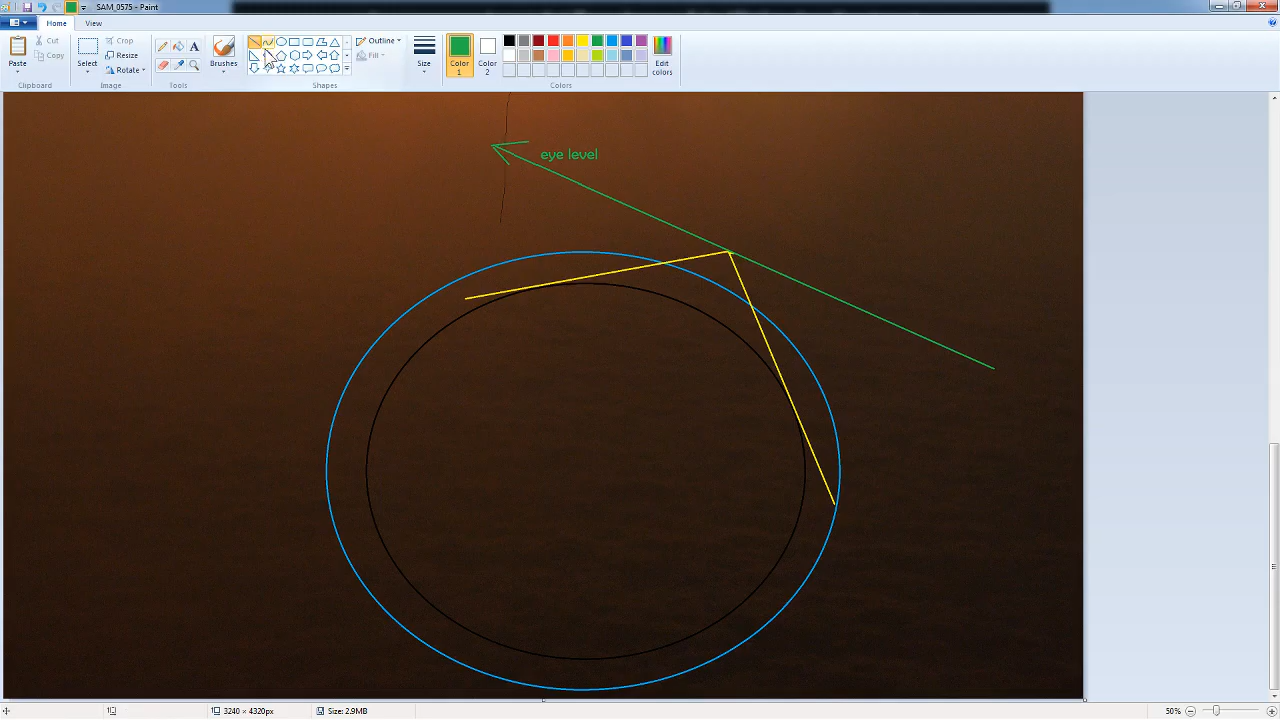 SAM_0575 - Paint
Home
View
Paste
Cut
Copy
Clipboard
Select
Crop
Resize
Rotate
Image
A
Tools
Brushes
Outline
Fill
Shapes
Size
Color
1
Color
2
Edit
colors
Colors
eye level
3240 × 4320px
Size: 2.9MB
50%